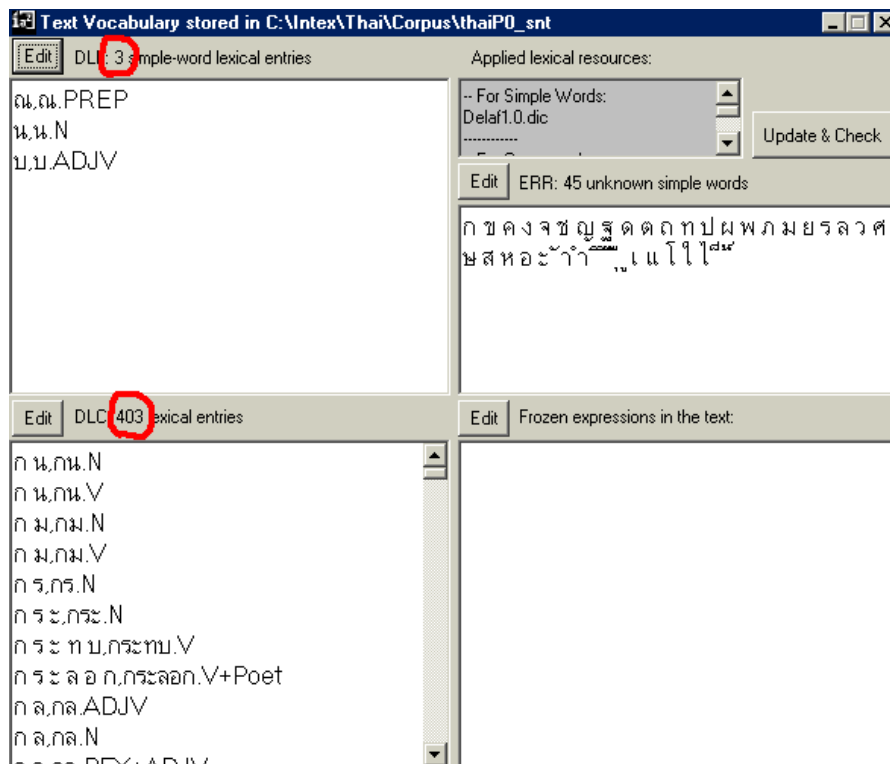 Text Vocabulary stored in C:\Intex\Thai\Corpus\thaiP0_snt
Edit DLF: 3 simple-word lexical entries
ณ,ณ.PREP
น,น.N
บ,บ.ADJV
Applied lexical resources:
-- For Simple Words:
Delaf1.0.dic
------------
Update & Check
Edit ERR: 45 unknown simple words
ก ข ค ง จ ช ญ ฐ ด ต ถ ท ป ผ พ ภ ม ย ร ล ว ศ
ษ ส ห อ ะ ั า ำ เ แ โ ใ ไ
Edit DLC: 403 lexical entries
ก น,กน.N
ก น,กน.V
ก ม,กม.N
ก ม,กม.V
ก ร,กร.N
ก ร ะ,กระ.N
ก ร ะ ท บ,กระทบ.V
ก ร ะ ล อ ก,กระลอก.V+Poet
ก ล,กล.ADJV
ก ล,กล.N
Edit Frozen expressions in the text: